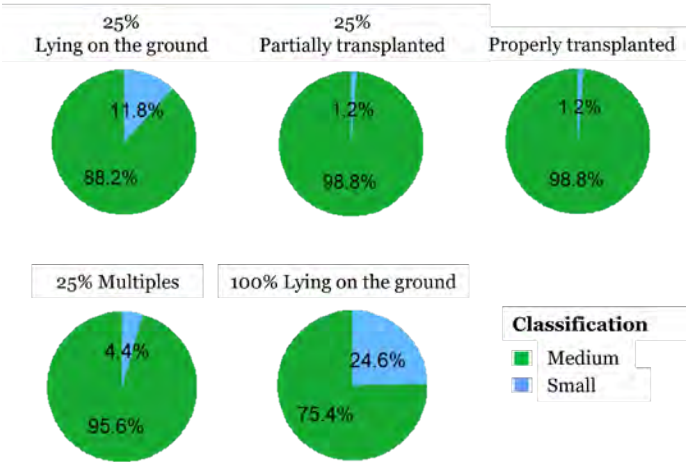 25%
Lying on the ground
25%
Partially transplanted
Properly transplanted
11.8%
88.2%
1.2%
98.8%
1.2%
98.8%
25% Multiples
100% Lying on the ground
4.4%
95.6%
24.6%
75.4%
Classification
Medium
Small